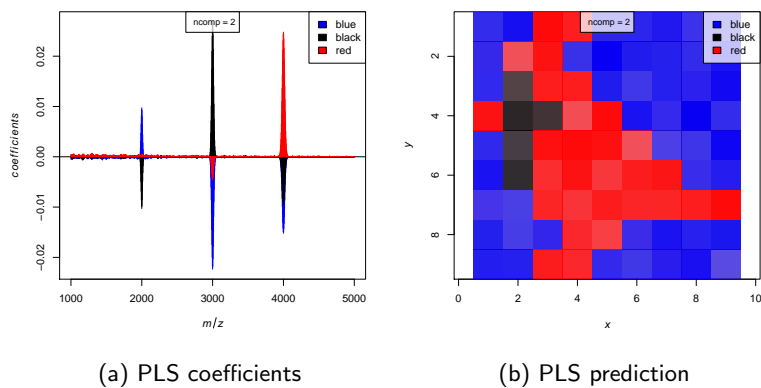 ncomp = 2
blue
black
red
0.02
0.01
0.00
−0.01
−0.02
coefficients
1000 2000 3000 4000 5000
m/z
(a) PLS coefficients
ncomp = 2
blue
black
red
2
4
6
8
y
0 2 4 6 8 10
x
(b) PLS prediction